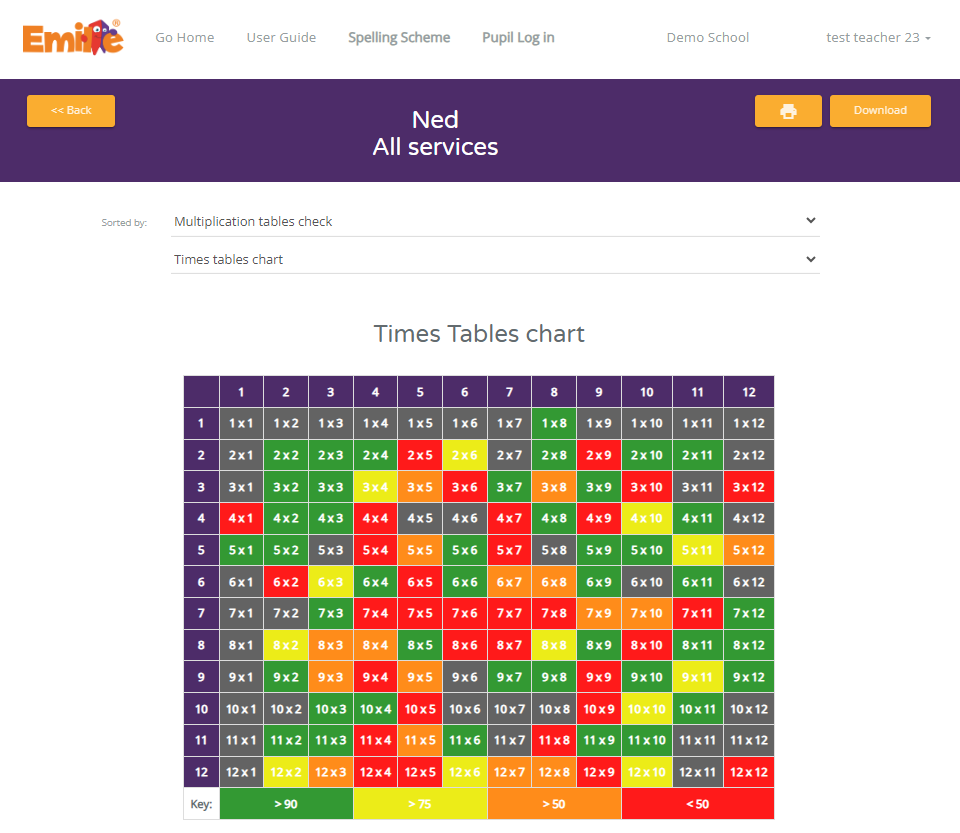 Emile®
Go Home User Guide Spelling Scheme Pupil Log in Demo School test teacher 23
<< Back Download
Ned
All services
Sorted by: Multiplication tables check
Times tables chart
Times Tables chart
1 2 3 4 5 6 7 8 9 10 11 12
1 1 x 1 1 x 2 1 x 3 1 x 4 1 x 5 1 x 6 1 x 7 1 x 8 1 x 9 1 x 10 1 x 11 1 x 12
2 2 x 1 2 x 2 2 x 3 2 x 4 2 x 5 2 x 6 2 x 7 2 x 8 2 x 9 2 x 10 2 x 11 2 x 12
3 3 x 1 3 x 2 3 x 3 3 x 4 3 x 5 3 x 6 3 x 7 3 x 8 3 x 9 3 x 10 3 x 11 3 x 12
4 4 x 1 4 x 2 4 x 3 4 x 4 4 x 5 4 x 6 4 x 7 4 x 8 4 x 9 4 x 10 4 x 11 4 x 12
5 5 x 1 5 x 2 5 x 3 5 x 4 5 x 5 5 x 6 5 x 7 5 x 8 5 x 9 5 x 10 5 x 11 5 x 12
6 6 x 1 6 x 2 6 x 3 6 x 4 6 x 5 6 x 6 6 x 7 6 x 8 6 x 9 6 x 10 6 x 11 6 x 12
7 7 x 1 7 x 2 7 x 3 7 x 4 7 x 5 7 x 6 7 x 7 7 x 8 7 x 9 7 x 10 7 x 11 7 x 12
8 8 x 1 8 x 2 8 x 3 8 x 4 8 x 5 8 x 6 8 x 7 8 x 8 8 x 9 8 x 10 8 x 11 8 x 12
9 9 x 1 9 x 2 9 x 3 9 x 4 9 x 5 9 x 6 9 x 7 9 x 8 9 x 9 9 x 10 9 x 11 9 x 12
10 10 x 1 10 x 2 10 x 3 10 x 4 10 x 5 10 x 6 10 x 7 10 x 8 10 x 9 10 x 10 10 x 11 10 x 12
11 11 x 1 11 x 2 11 x 3 11 x 4 11 x 5 11 x 6 11 x 7 11 x 8 11 x 9 11 x 10 11 x 11 11 x 12
12 12 x 1 12 x 2 12 x 3 12 x 4 12 x 5 12 x 6 12 x 7 12 x 8 12 x 9 12 x 10 12 x 11 12 x 12
Key: > 90 > 75 > 50 < 50